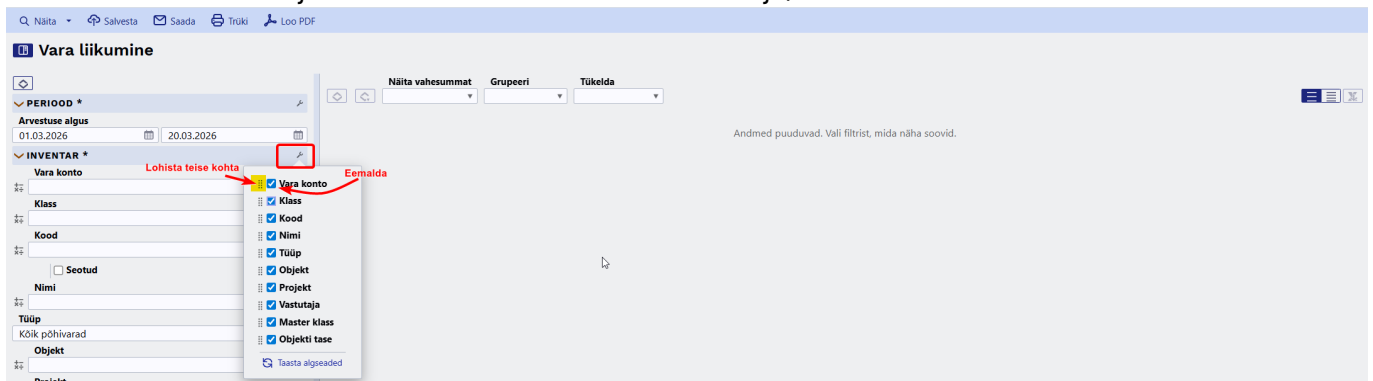 Näita
Salvesta
Saada
Trüki
Loo PDF
Vara liikumine
Näita vahesummat
Grupeeri
Tükelda
PERIOOD *
Arvestuse algus
01.03.2026
20.03.2026
Andmed puuduvad. Vali filtrist, mida näha soovid.
INVENTAR *
Lohista teise kohta
Eemalda
Vara konto
Klass
Kood
Seotud
Nimi
Tüüp
Kõik põhivarad
Objekt
Vara konto
Klass
Kood
Nimi
Tüüp
Objekt
Projekt
Vastutaja
Master klass
Objekti tase
Taasta algseaded
Projekt